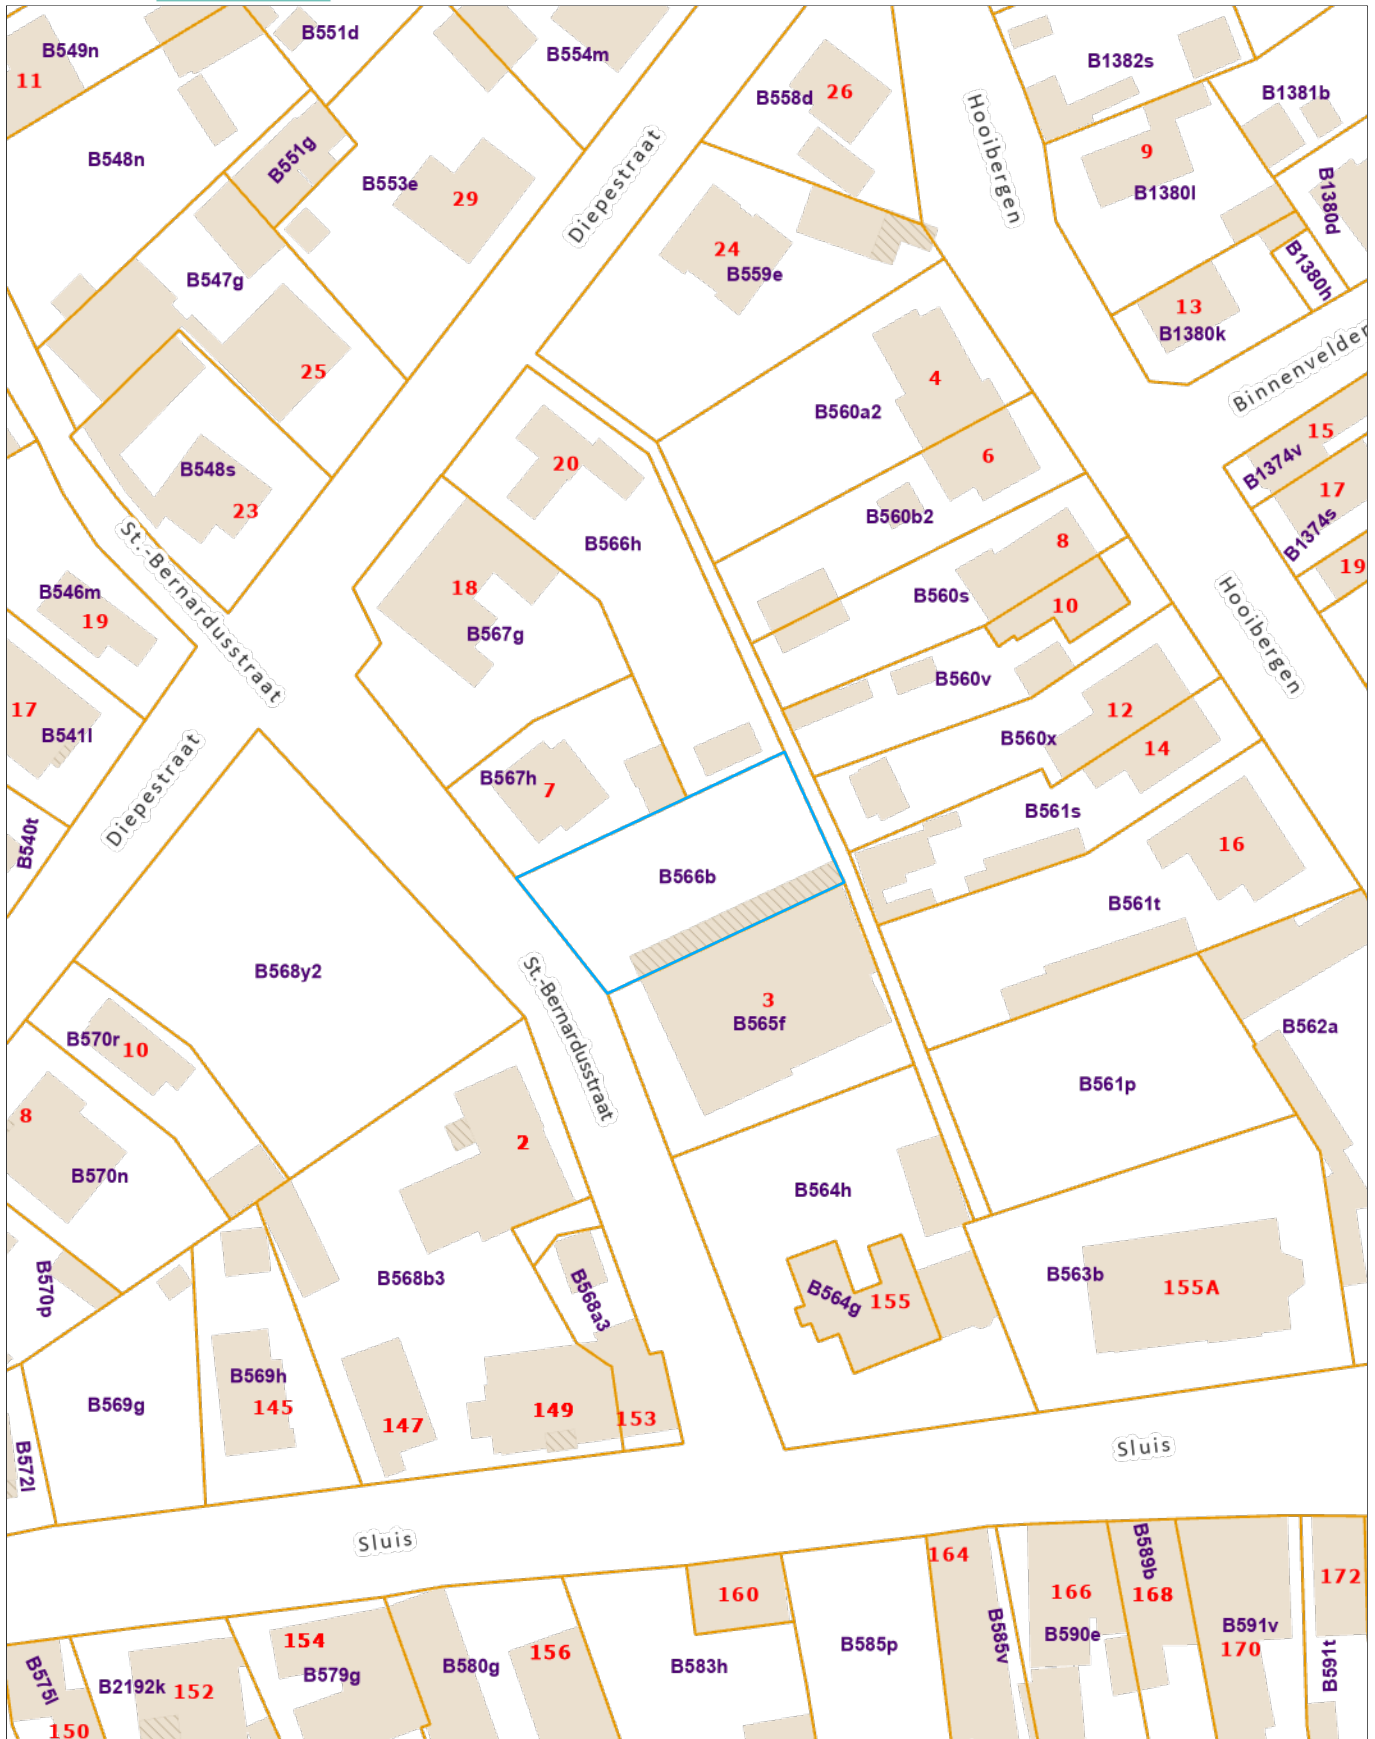 B549n
11
B551d
B554m
B1382s
B548n
B551g
B553e
29
Diepestraat
B558d
26
Hooibergen
B1381b
9
B1380l
B1380d
B547g
24
B559e
B1380h
13
B1380k
25
4
B560a2
Binnenvelder
15
B1374v
B548s
23
20
6
17
B1374s
B560b2
B566h
8
19
St.-Bernardusstraat
B546m
19
18
B567g
B560s
10
Hooibergen
17
B541l
B560v
12
B560x
14
Diepestraat
B567h
7
B540t
B561s
16
B566b
B561t
B568y2
St.-Bernardusstraat
3
B565f
B562a
B570r
10
B561p
8
2
B570n
B564h
B570p
B568b3
B568a3
B564g
155
B563b
155A
B569h
145
B569g
147
149
153
B572l
Sluis
Sluis
164
B589b
166
168
172
160
B585v
B590e
B591v
170
B585p
154
156
B579g
B580g
B583h
B591t
B575l
B2192k
152
150